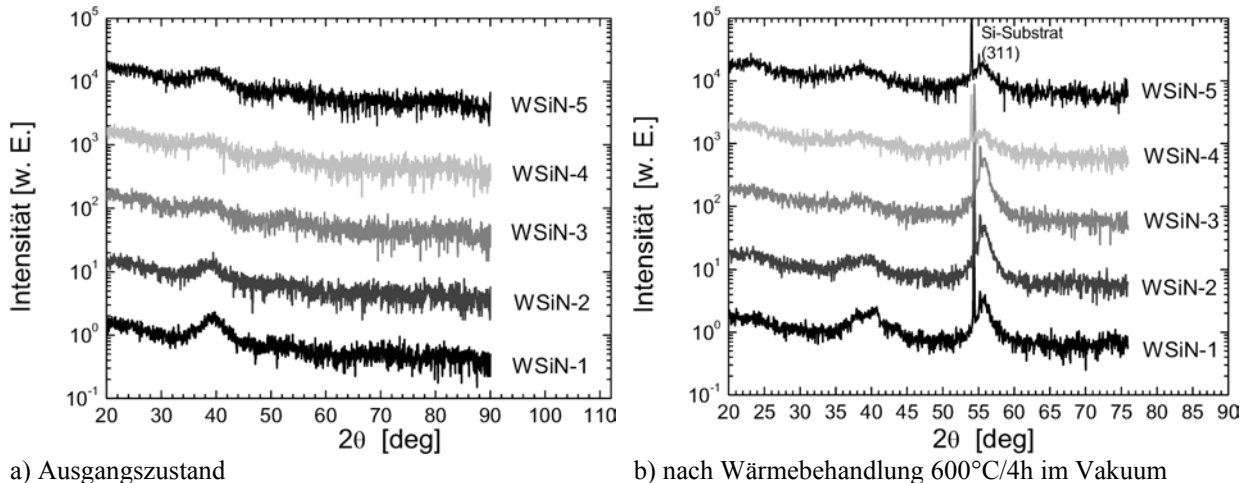 Intensität [w. E.]
10^5
10^4
10^3
10^2
10^1
10^0
10^-1
WSiN-5
WSiN-4
WSiN-3
WSiN-2
WSiN-1
20 30 40 50 60 70 80 90 100 110
2θ [deg]
a) Ausgangszustand
Intensität [w. E.]
10^5
10^4
10^3
10^2
10^1
10^0
10^-1
Si-Substrat
(311)
WSiN-5
WSiN-4
WSiN-3
WSiN-2
WSiN-1
20 25 30 35 40 45 50 55 60 65 70 75 80 85 90
2θ [deg]
b) nach Wärmebehandlung 600°C/4h im Vakuum